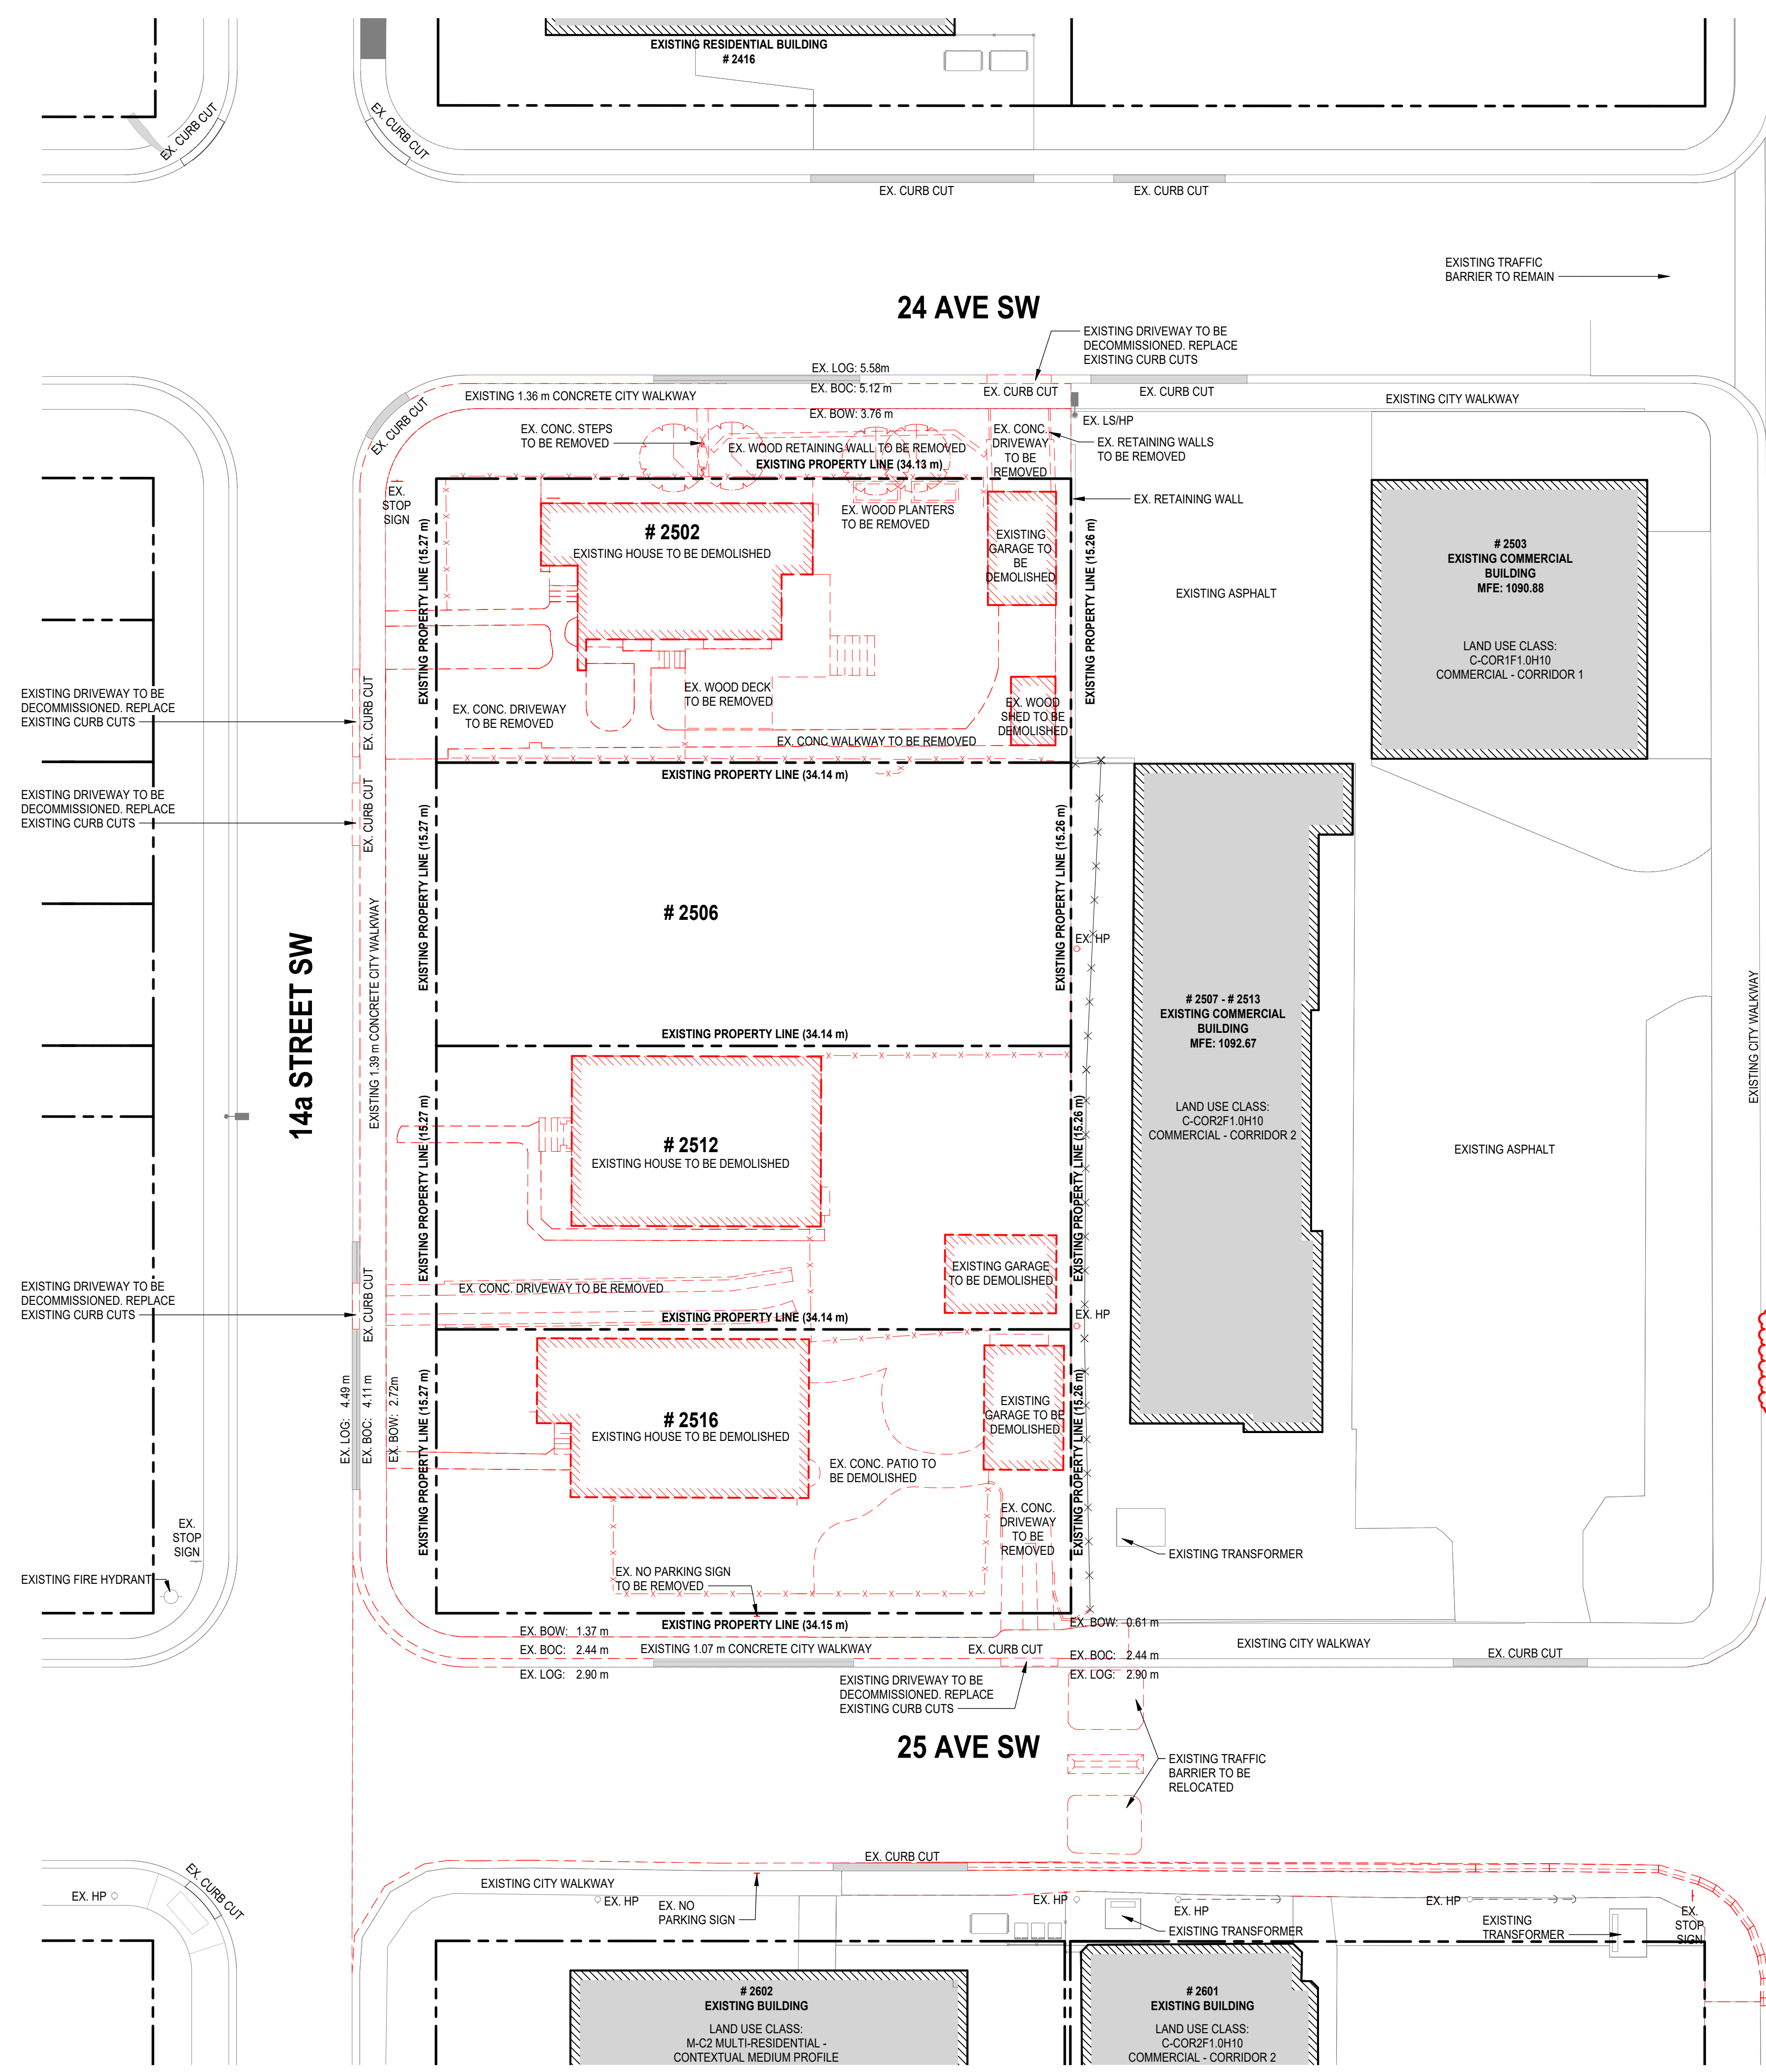 EXISTING RESIDENTIAL BUILDING
# 2416
EX. CURB CUT
EX. CURB CUT
EX. CURB CUT
EX. CURB CUT
EXISTING TRAFFIC
BARRIER TO REMAIN
24 AVE SW
EXISTING DRIVEWAY TO BE
DECOMMISSIONED. REPLACE
EXISTING CURB CUTS
EX. LOG: 5.58m
EX. BOC: 5.12 m
EX. BOW: 3.76 m
EXISTING 1.36 m CONCRETE CITY WALKWAY
EX. CURB CUT
EX. CURB CUT
EX. CURB CUT
EXISTING CITY WALKWAY
EX. LS/HP
EX. CONC. STEPS
TO BE REMOVED
EX. WOOD RETAINING WALL TO BE REMOVED
EX. CONC.
DRIVEWAY
TO BE
REMOVED
EX. RETAINING WALLS
TO BE REMOVED
EXISTING PROPERTY LINE (34.13 m)
EX.
STOP
SIGN
EX. RETAINING WALL
EX. WOOD PLANTERS
TO BE REMOVED
# 2502
EXISTING HOUSE TO BE DEMOLISHED
EXISTING
GARAGE TO
BE
DEMOLISHED
EXISTING PROPERTY LINE (15.27 m)
EXISTING PROPERTY LINE (15.26 m)
EXISTING ASPHALT
# 2503
EXISTING COMMERCIAL
BUILDING
MFE: 1090.88
LAND USE CLASS:
C-COR1F1.0H10
COMMERCIAL - CORRIDOR 1
EXISTING DRIVEWAY TO BE
DECOMMISSIONED. REPLACE
EXISTING CURB CUTS
EX. CURB CUT
EX. CONC. DRIVEWAY
TO BE REMOVED
EX. WOOD DECK
TO BE REMOVED
EX. WOOD
SHED TO BE
DEMOLISHED
EX. CONC WALKWAY TO BE REMOVED
EXISTING PROPERTY LINE (34.14 m)
EXISTING DRIVEWAY TO BE
DECOMMISSIONED. REPLACE
EXISTING CURB CUTS
EX. CURB CUT
EXISTING PROPERTY LINE (15.27 m)
EXISTING PROPERTY LINE (15.26 m)
# 2506
EX. HP
EXISTING 1.39 m CONCRETE CITY WALKWAY
14a STREET SW
# 2507 - # 2513
EXISTING COMMERCIAL
BUILDING
MFE: 1092.67
LAND USE CLASS:
C-COR2F1.0H10
COMMERCIAL - CORRIDOR 2
EXISTING CITY WALKWAY
EXISTING ASPHALT
EXISTING PROPERTY LINE (34.14 m)
EXISTING PROPERTY LINE (15.27 m)
EXISTING PROPERTY LINE (15.26 m)
# 2512
EXISTING HOUSE TO BE DEMOLISHED
EXISTING GARAGE
TO BE DEMOLISHED
EXISTING DRIVEWAY TO BE
DECOMMISSIONED. REPLACE
EXISTING CURB CUTS
EX. CURB CUT
EX. CONC. DRIVEWAY TO BE REMOVED
EXISTING PROPERTY LINE (34.14 m)
EX. HP
EX. LOG: 4.49 m
EX. BOC: 4.11 m
EX. BOW: 2.72m
EXISTING PROPERTY LINE (15.27 m)
EXISTING PROPERTY LINE (15.26 m)
# 2516
EXISTING HOUSE TO BE DEMOLISHED
EXISTING
GARAGE TO BE
DEMOLISHED
EX. CONC. PATIO TO
BE DEMOLISHED
EX. CONC.
DRIVEWAY
TO BE
REMOVED
EX.
STOP
SIGN
EXISTING TRANSFORMER
EXISTING FIRE HYDRANT
EX. NO PARKING SIGN
TO BE REMOVED
EXISTING PROPERTY LINE (34.15 m)
EX. BOW: 1.37 m
EX. BOC: 2.44 m
EX. LOG: 2.90 m
EXISTING 1.07 m CONCRETE CITY WALKWAY
EX. CURB CUT
EX. BOW: 0.61 m
EX. BOC: 2.44 m
EX. LOG: 2.90 m
EXISTING CITY WALKWAY
EX. CURB CUT
EXISTING DRIVEWAY TO BE
DECOMMISSIONED. REPLACE
EXISTING CURB CUTS
25 AVE SW
EXISTING TRAFFIC
BARRIER TO BE
RELOCATED
EX. CURB CUT
EX. CURB CUT
EX. HP
EXISTING CITY WALKWAY
EX. HP
EX. NO
PARKING SIGN
EX. HP
EX. HP
EXISTING TRANSFORMER
EX. HP
EXISTING
TRANSFORMER
EX.
STOP
SIGN
# 2602
EXISTING BUILDING
LAND USE CLASS:
M-C2 MULTI-RESIDENTIAL -
CONTEXTUAL MEDIUM PROFILE
# 2601
EXISTING BUILDING
LAND USE CLASS:
C-COR2F1.0H10
COMMERCIAL - CORRIDOR 2